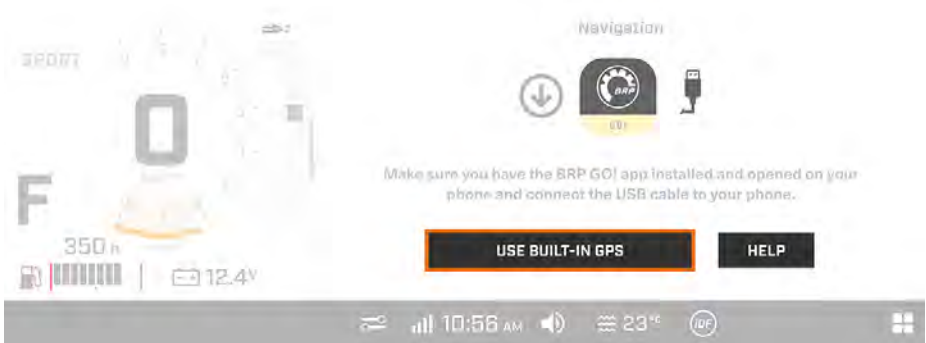 Navigation
SPORT
BRP
GO!
0
Make sure you have the BRP GO! app installed and opened on your
phone and connect the USB cable to your phone.
F
USE BUILT-IN GPS
HELP
350 h
12.4V
10:56 AM
23°C
iDF